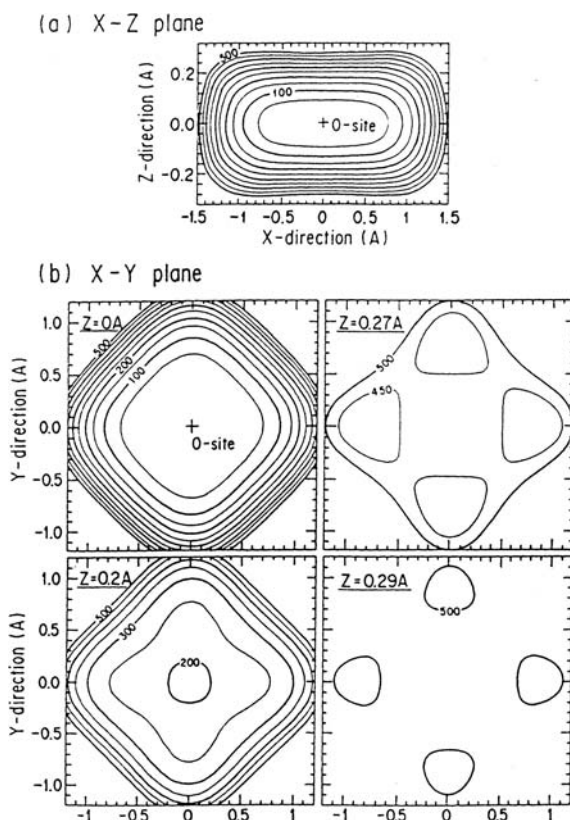 (a) X-Z plane
Z-direction (A)
0.2
0.0
-0.2
500
100
+ O-site
-1.5 -1 -0.5 0 0.5 1 1.5
X-direction (A)
(b) X-Y plane
Y-direction (A)
1.0
0.5
0.0
-0.5
-1.0
Z=0A
500
200
100
+
O-site
Z=0.27A
500
450
Y-direction (A)
1.0
0.5
0.0
-0.5
-1.0
Z=0.2A
500
300
200
Z=0.29A
500
-1 -0.5 0 0.5 1
-1 -0.5 0 0.5 1